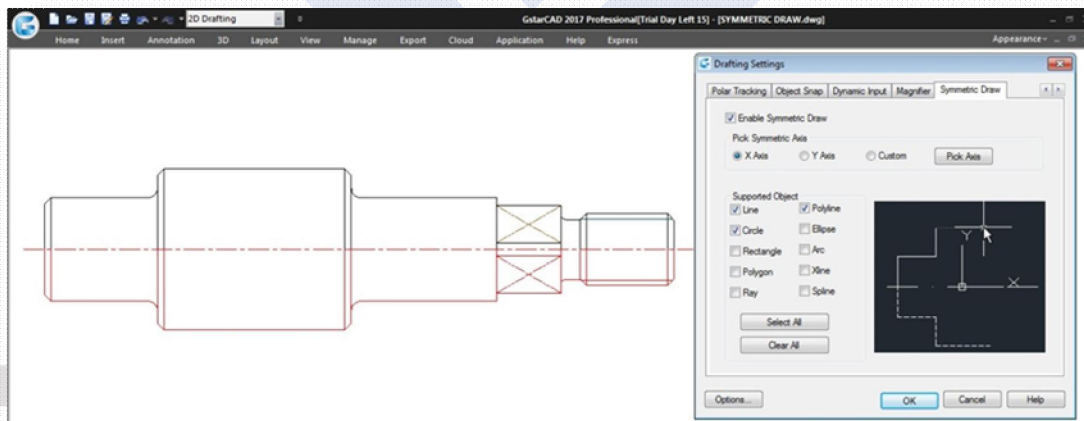 2D Drafting
GstarCAD 2017 Professional[Trial Day Left 15] - [SYMMETRIC DRAW.dwg]
Home Insert Annotation 3D Layout View Manage Export Cloud Application Help Express Appearance
Drafting Settings
Polar Tracking Object Snap Dynamic Input Magnifier Symmetric Draw
Enable Symmetric Draw
Pick Symmetric Axis
X Axis Y Axis Custom Pick Axis
Supported Object
Line Polyline
Circle Ellipse
Rectangle Arc
Polygon Xline
Ray Spline
Select All
Clear All
Y
X
Options... OK Cancel Help